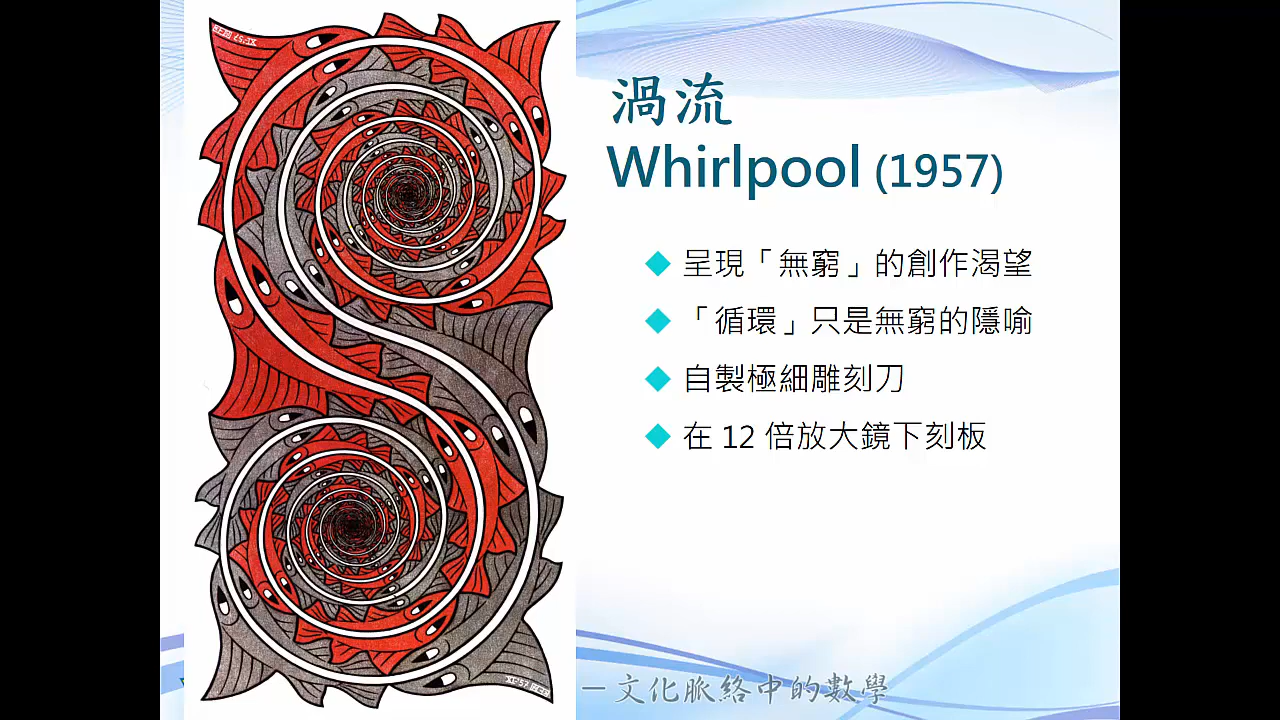 渦流
Whirlpool (1957)
呈現「無窮」的創作渴望
「循環」只是無窮的隱喻
自製極細雕刻刀
在 12 倍放大鏡下刻板
－文化脈絡中的數學